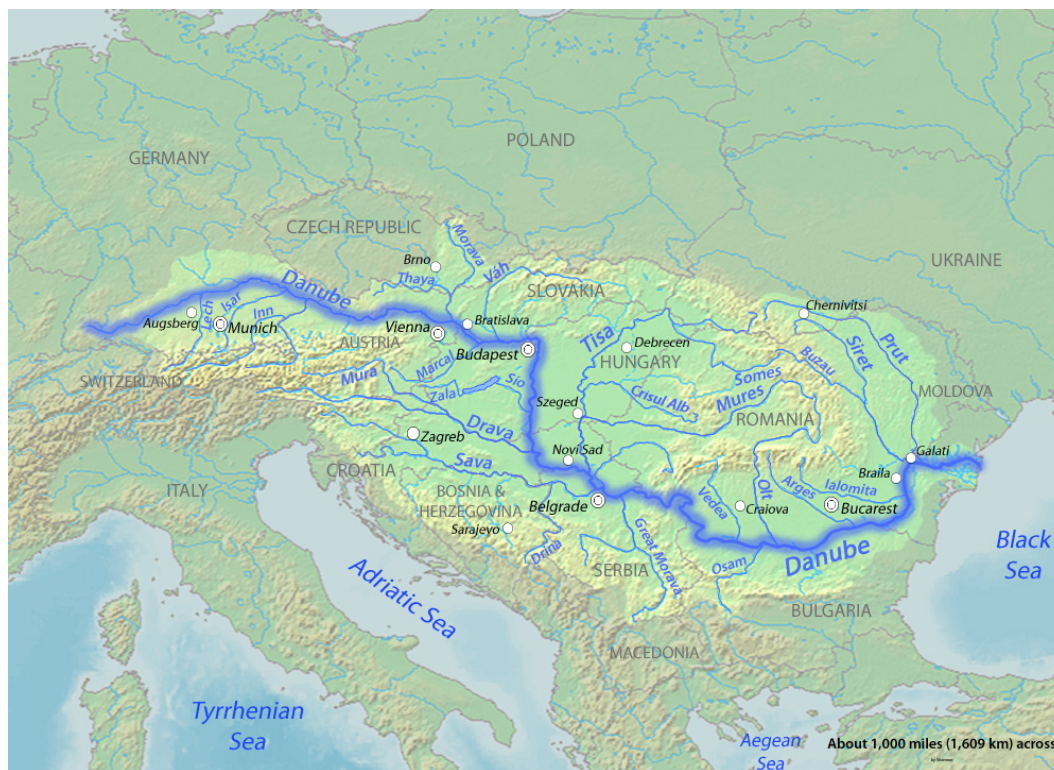 POLAND
GERMANY
CZECH REPUBLIC
Morava
Brno
UKRAINE
Thaya
Váh
Danube
SLOVAKIA
Lech
Isar
Inn
Chernivitsi
Augsberg
Munich
Vienna
Bratislava
AUSTRIA
Tisa
Debrecen
Siret
Prut
Budapest
HUNGARY
Buzau
Marcal
SWITZERLAND
Mura
Somes
Zala
Sio
MOLDOVA
Crisul Alb
Mures
Szeged
ROMANIA
Drava
Zagreb
Novi Sad
Galati
Sava
CROATIA
Braila
ITALY
BOSNIA &
HERZEGOVINA
Arges
Ialomita
Olt
Vedea
Belgrade
Craiova
Bucarest
Sarajevo
Great Morava
Black
Sea
Drina
Danube
SERBIA
Osam
Adriatic Sea
BULGARIA
MACEDONIA
Tyrrhenian
Sea
Aegean
Sea
About 1,000 miles (1,609 km) across